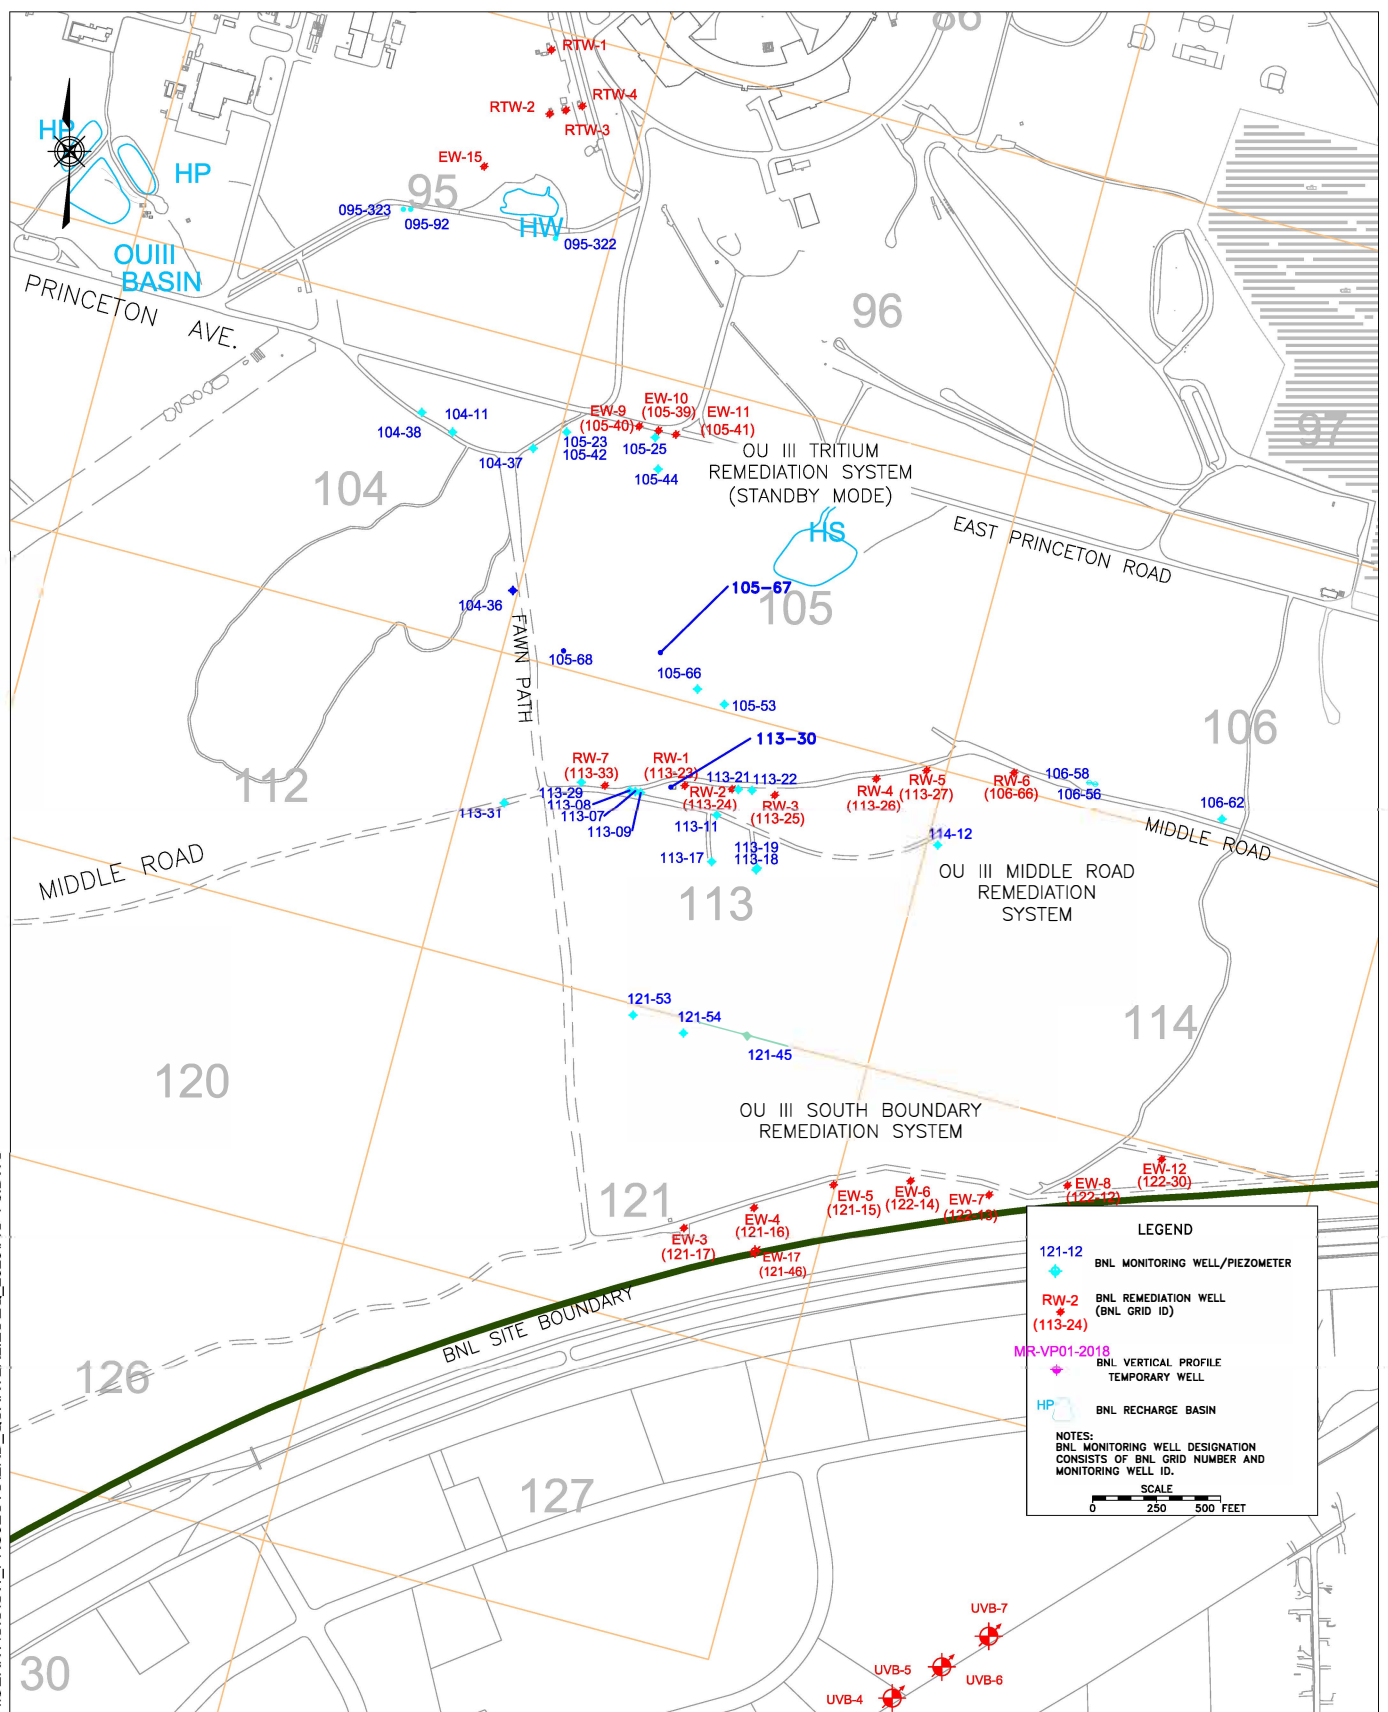 86
RTW-1
RTW-2
RTW-4
RTW-3
HP
HP
EW-15
95
095-323
095-92
HW
095-322
OUIII
BASIN
PRINCETON AVE.
96
97
104-11
104-38
104-37
EW-9
(105-40)
EW-10
(105-39)
EW-11
(105-41)
105-23
105-42
105-25
105-44
OU III TRITIUM
REMEDIATION SYSTEM
(STANDBY MODE)
104
HS
EAST PRINCETON ROAD
105-67
105
104-36
FAWN PATH
105-68
105-66
105-53
106
113-30
112
RW-7
(113-33)
RW-1
(113-23)
113-21
113-22
RW-2
(113-24)
RW-3
(113-25)
RW-4
(113-26)
RW-5
(113-27)
RW-6
(106-66)
106-58
106-56
106-62
113-29
113-08
113-07
113-09
113-31
113-11
113-19
113-18
113-17
114-12
MIDDLE ROAD
MIDDLE ROAD
OU III MIDDLE ROAD
REMEDIATION
SYSTEM
113
121-53
121-54
121-45
114
120
OU III SOUTH BOUNDARY
REMEDIATION SYSTEM
121
EW-3
(121-17)
EW-4
(121-16)
EW-17
(121-46)
EW-5
(121-15)
EW-6
(122-14)
EW-7
(122-13)
EW-8
(122-12)
EW-12
(122-30)
BNL SITE BOUNDARY
126
127
30
UVB-7
UVB-6
UVB-5
UVB-4
LEGEND
121-12
BNL MONITORING WELL/PIEZOMETER
RW-2
(113-24)
BNL REMEDIATION WELL
(BNL GRID ID)
MR-VP01-2018
BNL VERTICAL PROFILE
TEMPORARY WELL
HP
BNL RECHARGE BASIN
NOTES:
BNL MONITORING WELL DESIGNATION
CONSISTS OF BNL GRID NUMBER AND
MONITORING WELL ID.
SCALE
0 250 500 FEET